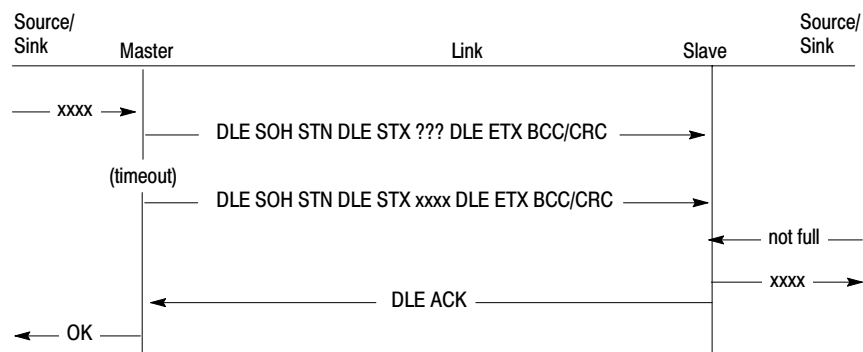 Source/
Sink
Master
Link
Slave
Source/
Sink
xxxx
DLE SOH STN DLE STX ??? DLE ETX BCC/CRC
(timeout)
DLE SOH STN DLE STX xxxx DLE ETX BCC/CRC
not full
xxxx
DLE ACK
OK